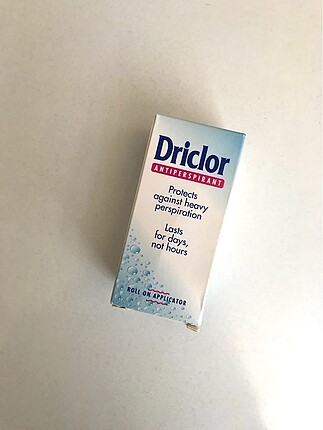 Driclor
ANTIPERSPIRANT
Protects
against heavy
perspiration
Lasts
for days,
not hours
ROLL ON APPLICATOR